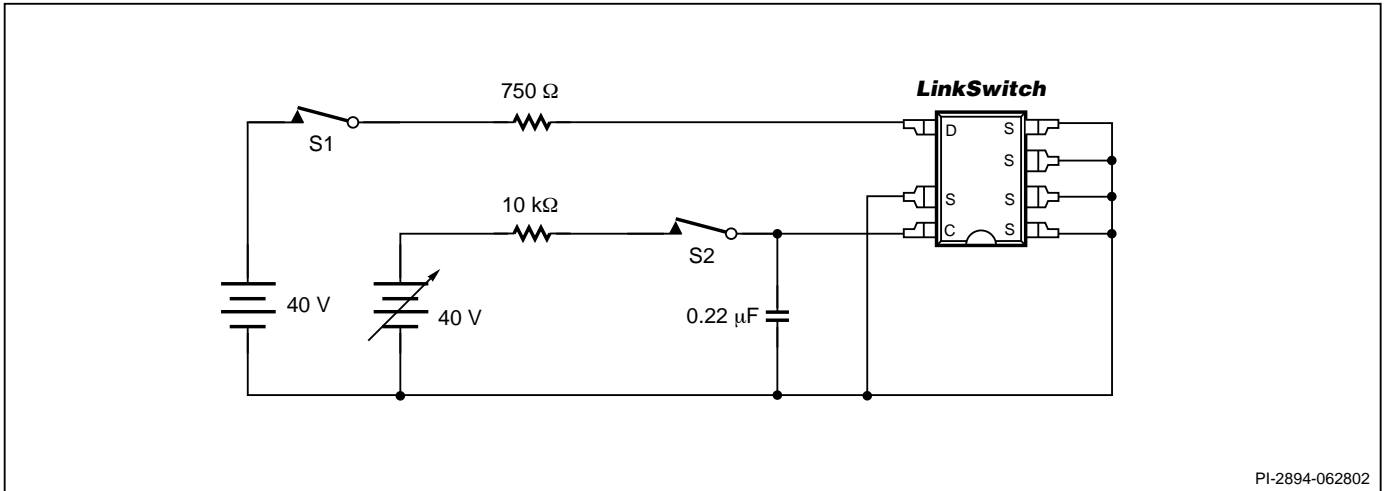 750 Ω
LinkSwitch
S1
D
S
S
10 kΩ
S
S
S2
C
S
40 V
40 V
0.22 μF
PI-2894-062802